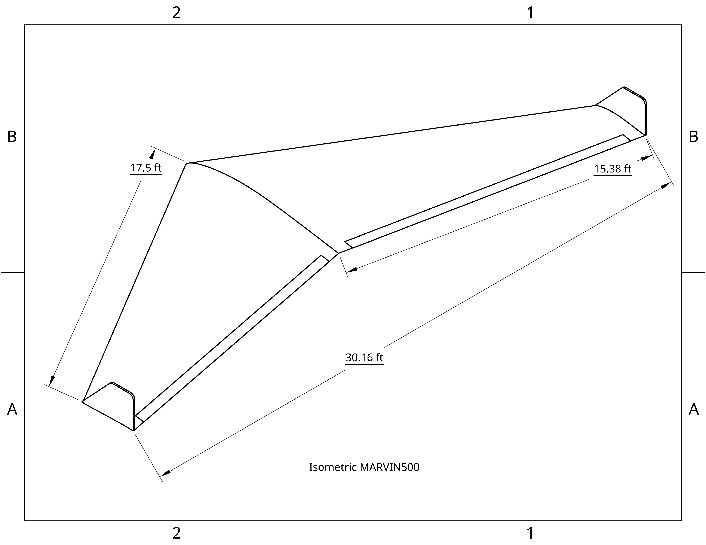 2 1
B B
17.5 ft
15.38 ft
30.16 ft
A A
Isometric MARVIN500
2 1